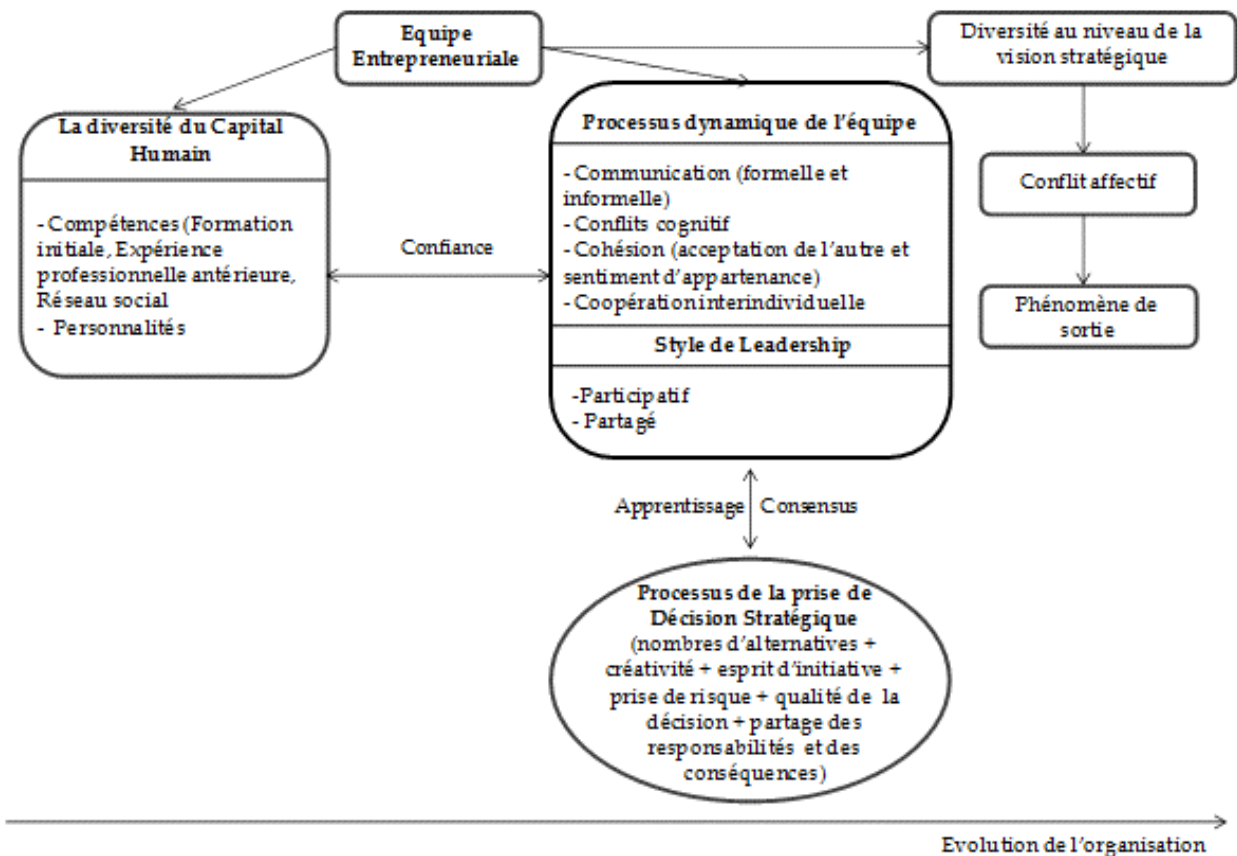 Equipe
Entrepreneuriale
Diversité au niveau de la
vision stratégique
La diversité du Capital
Humain
- Compétences (Formation
initiale, Expérience
professionnelle antérieure,
Réseau social
- Personnalités
Confiance
Processus dynamique de l'équipe
- Communication (formelle et
informelle)
- Conflits cognitif
- Cohésion (acceptation de l'autre et
sentiment d'appartenance)
- Coopération interindividuelle
Style de Leadership
-Participatif
- Partagé
Conflit affectif
Phénomène de
sortie
Apprentissage
Consensus
Processus de la prise de
Décision Stratégique
(nombres d'alternatives +
créativité + esprit d'initiative +
prise de risque + qualité de la
décision + partage des
responsabilités et des
conséquences)
Evolution de l'organisation